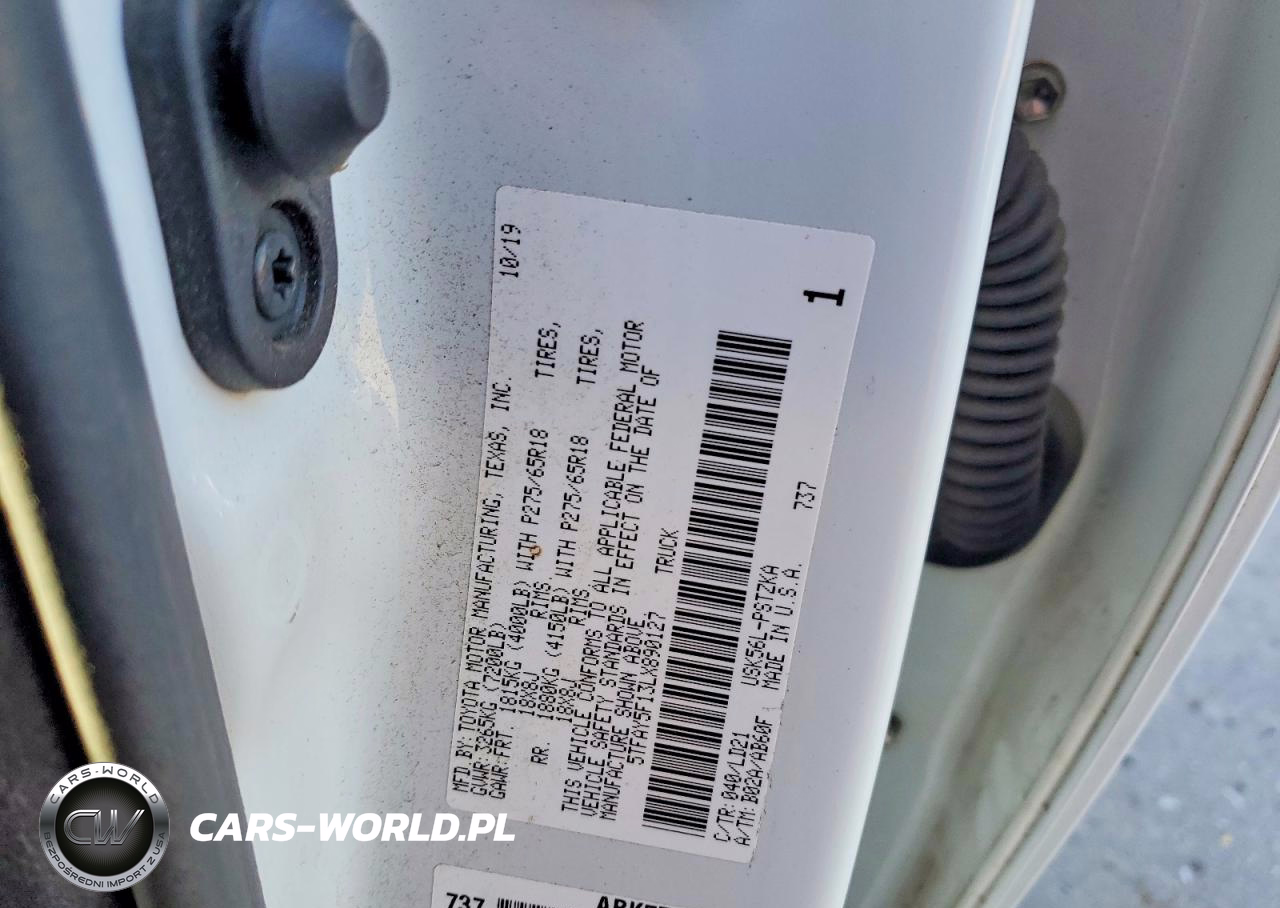 MFD BY: TOYOTA MOTOR MANUFACTURING, TEXAS, INC. 10/19
GVWR: 3265KG (7200LB)
GAWR: FRT 1815KG (4000LB) WITH P275/65R18 TIRES,
18X8J RIMS
RR. 1880KG (4150LB) WITH P275/65R18 TIRES,
18X8J RIMS
THIS VEHICLE CONFORMS TO ALL APPLICABLE FEDERAL MOTOR
VEHICLE SAFETY STANDARDS IN EFFECT ON THE DATE OF
MANUFACTURE SHOWN ABOVE
5TFAY5F13LX890127 TRUCK
C/TR: 040/LD21 USK56L-PSTZKA 737
A/TM: B02A/AB60F MADE IN U.S.A.
1
737
CARS-WORLD
CW
BEZPOŚREDNI IMPORT Z USA
CARS-WORLD.PL